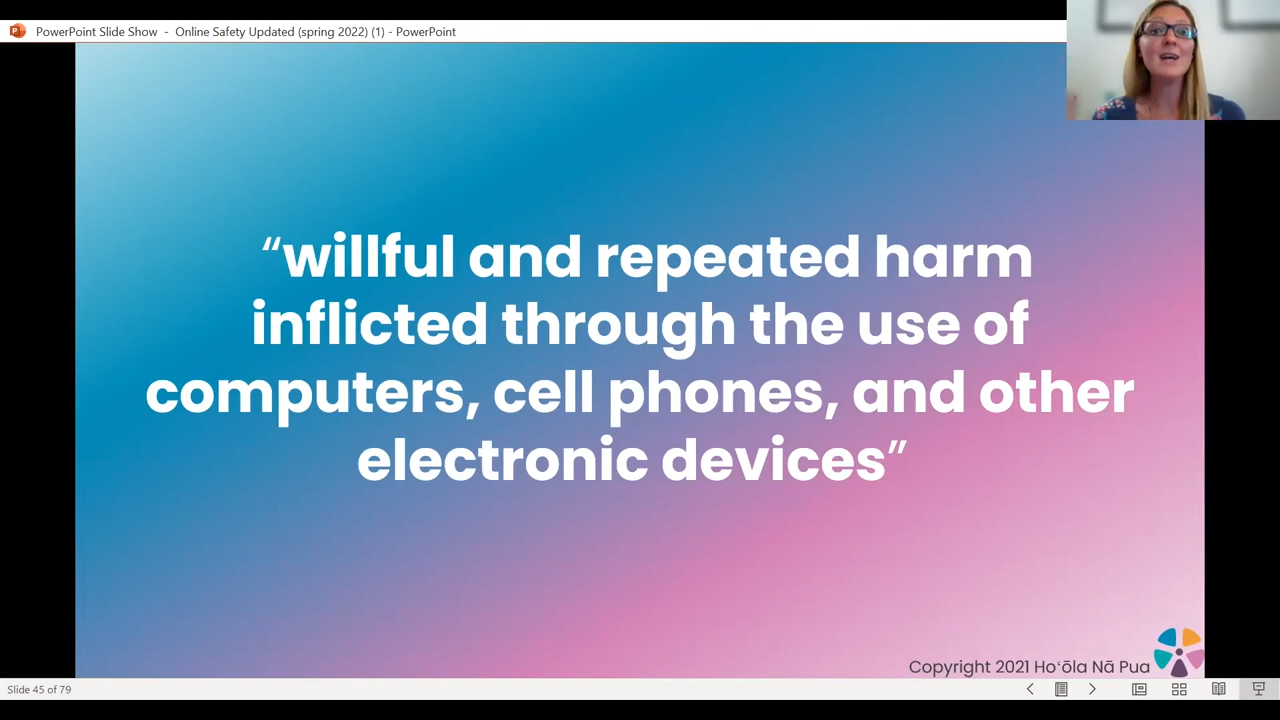 PowerPoint Slide Show - Online Safety Updated (spring 2022) (1) - PowerPoint
“willful and repeated harm
inflicted through the use of
computers, cell phones, and other
electronic devices”
Copyright 2021 Hoʻōla Nā Pua
Slide 45 of 79